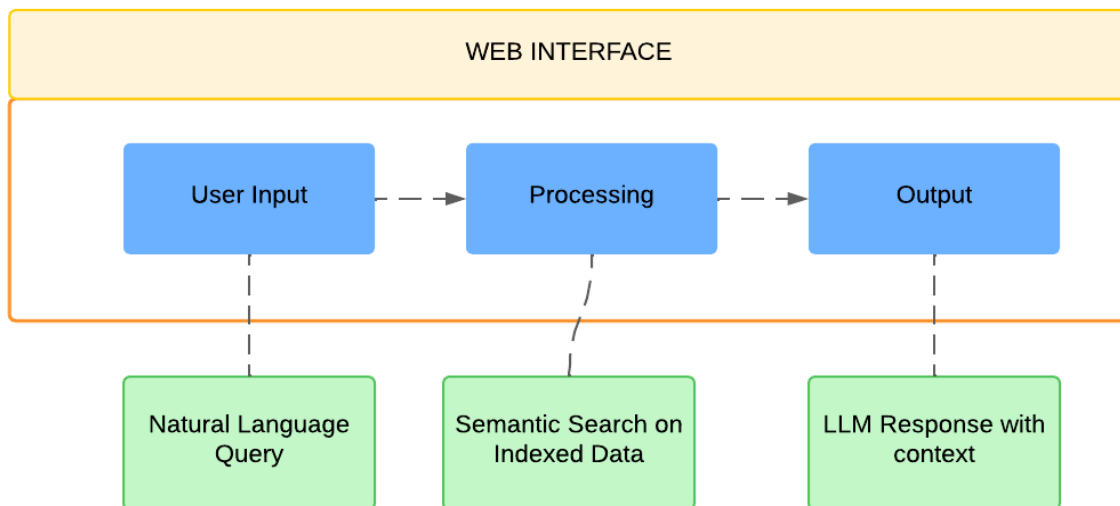 WEB INTERFACE
User Input
Processing
Output
Natural Language
Query
Semantic Search on
Indexed Data
LLM Response with
context